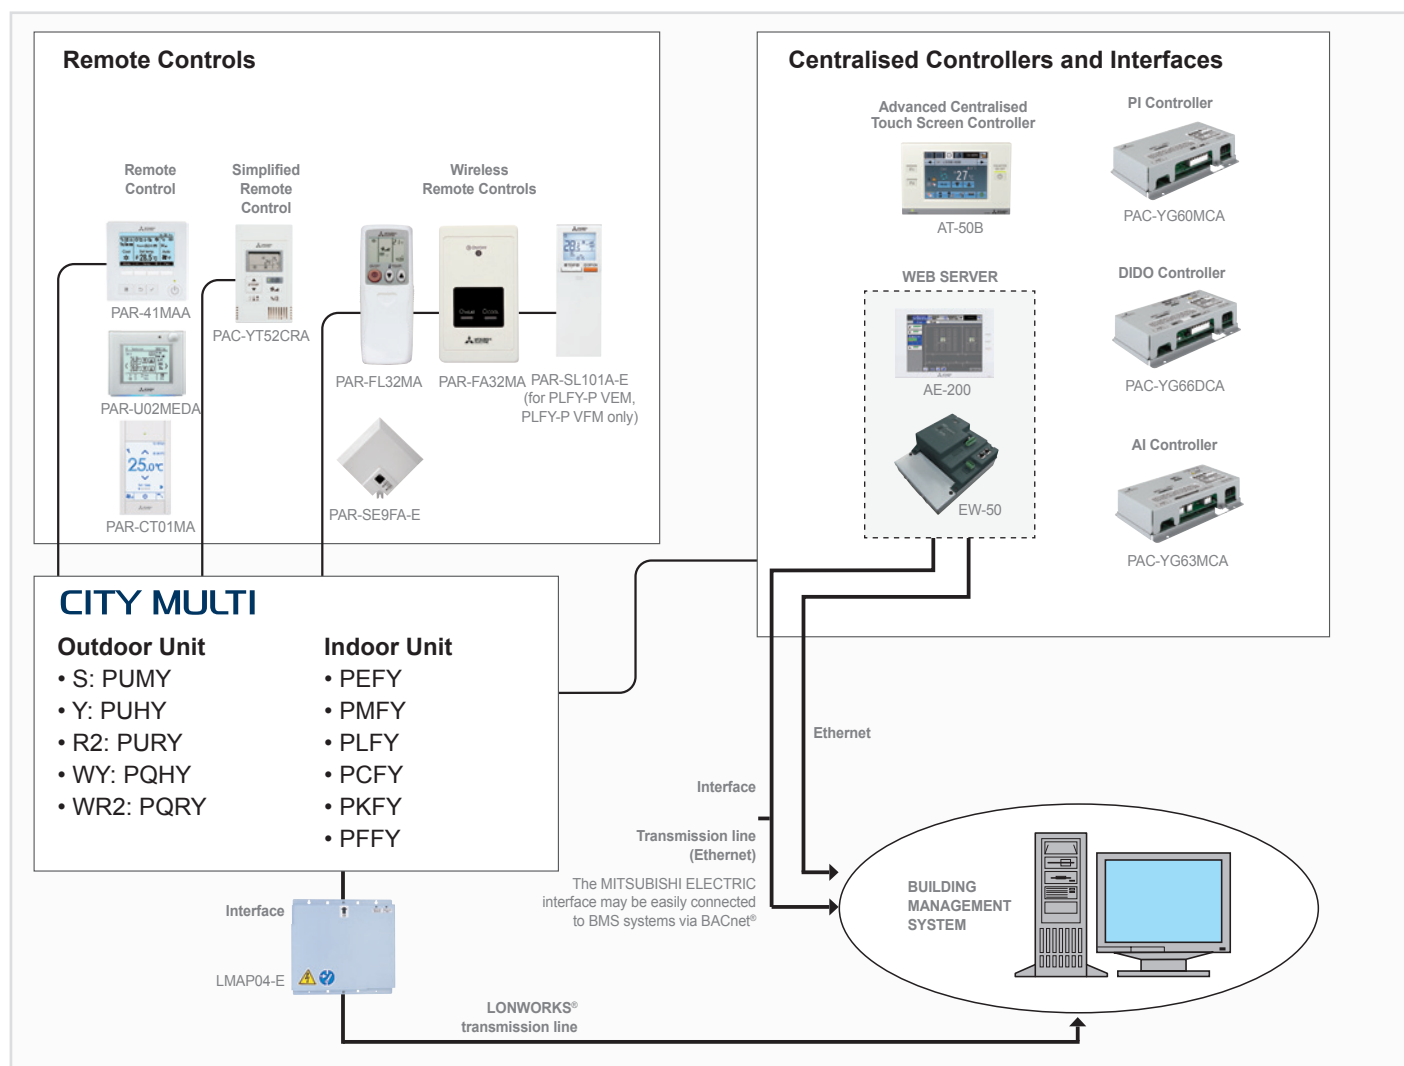 Remote Controls
Remote
Control
Simplified
Remote
Control
Wireless
Remote Controls
PAR-41MAA
PAC-YT52CRA
PAR-U02MEDA
PAR-CT01MA
PAR-FL32MA
PAR-FA32MA
PAR-SL101A-E
(for PLFY-P VEM,
PLFY-P VFM only)
PAR-SE9FA-E
Centralised Controllers and Interfaces
Advanced Centralised
Touch Screen Controller
AT-50B
WEB SERVER
AE-200
EW-50
PI Controller
PAC-YG60MCA
DIDO Controller
PAC-YG66DCA
AI Controller
PAC-YG63MCA
CITY MULTI
Outdoor Unit
• S: PUMY
• Y: PUHY
• R2: PURY
• WY: PQHY
• WR2: PQRY
Indoor Unit
• PEFY
• PMFY
• PLFY
• PCFY
• PKFY
• PFFY
Ethernet
Interface
Transmission line
(Ethernet)
The MITSUBISHI ELECTRIC
interface may be easily connected
to BMS systems via BACnet®
BUILDING
MANAGEMENT
SYSTEM
Interface
LMAP04-E
LONWORKS®
transmission line